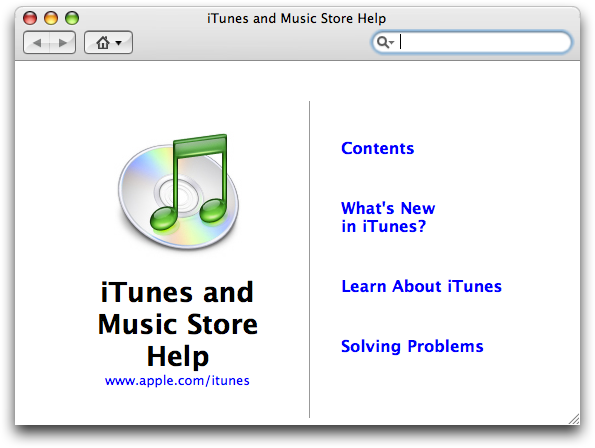 iTunes and Music Store Help
iTunes and
Music Store
Help
www.apple.com/itunes
Contents
What's New
in iTunes?
Learn About iTunes
Solving Problems